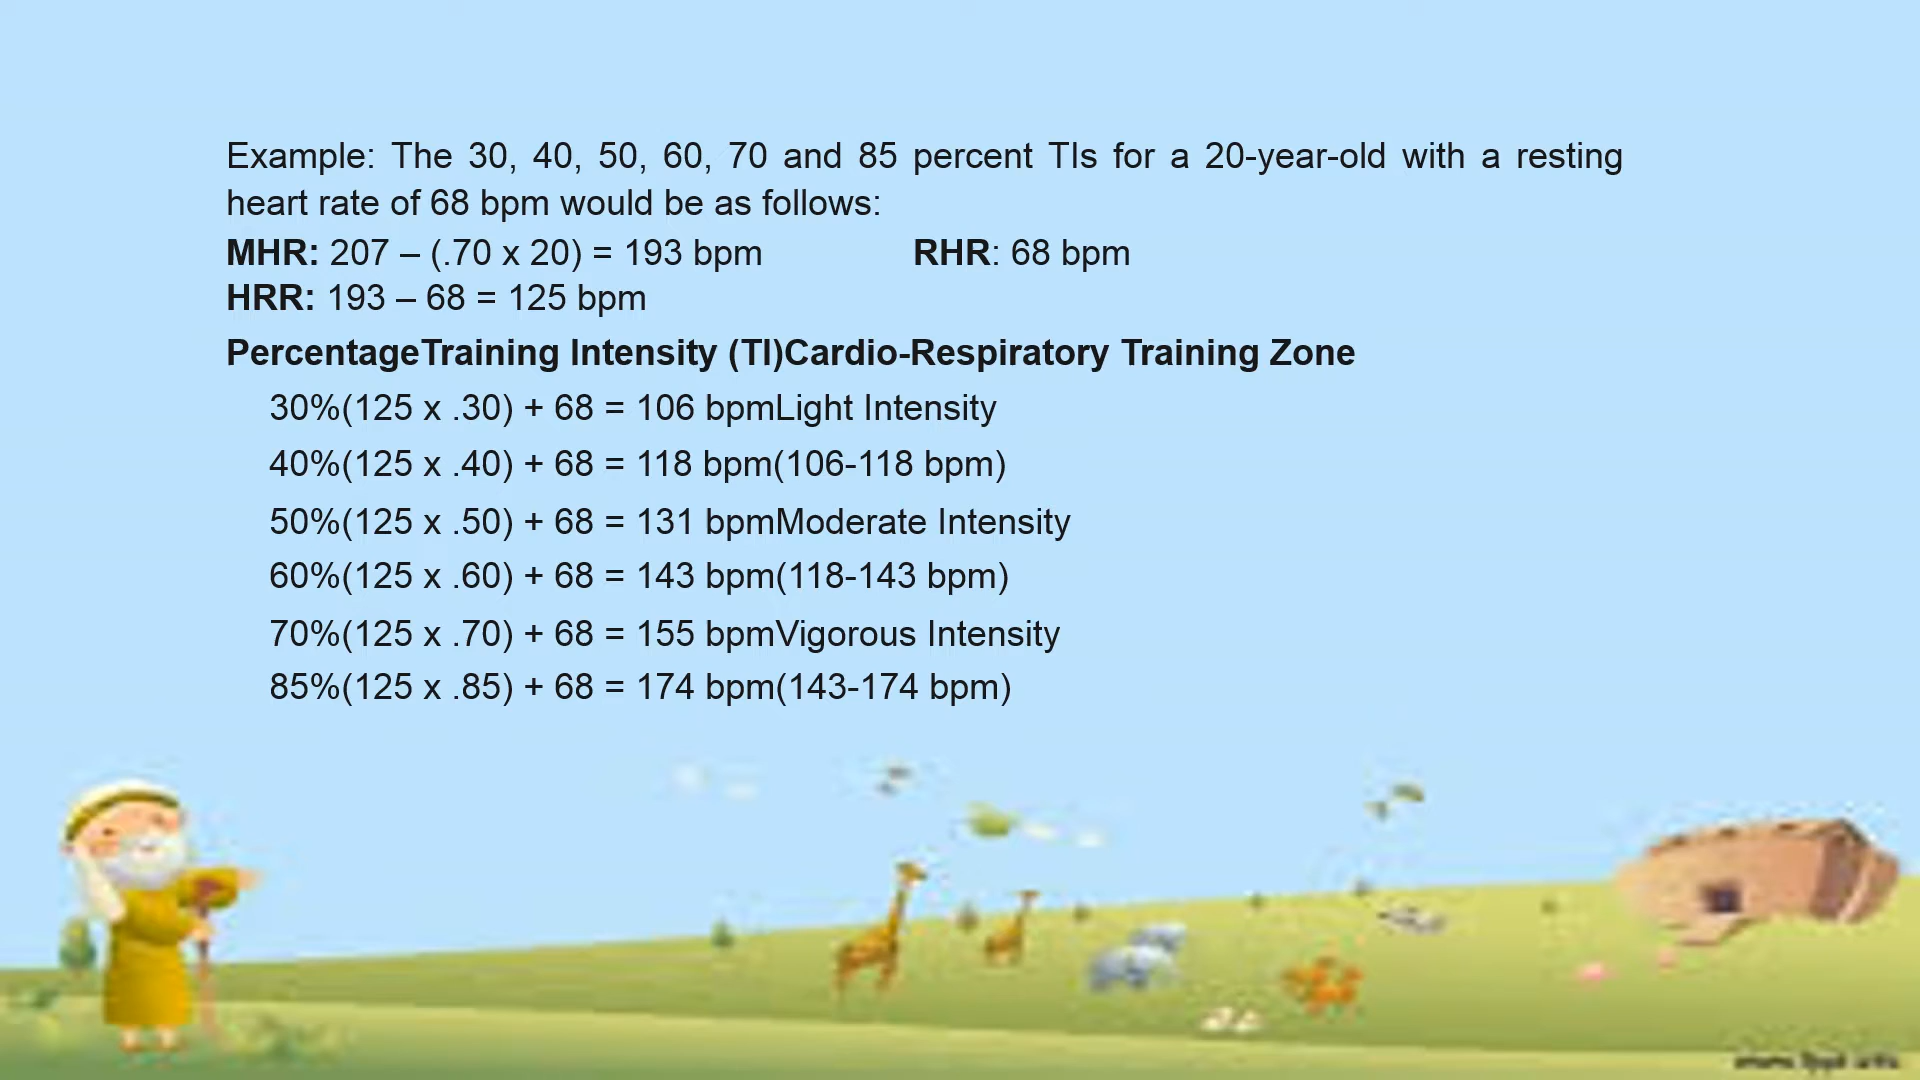 Example: The 30, 40, 50, 60, 70 and 85 percent TIs for a 20-year-old with a resting
heart rate of 68 bpm would be as follows:
MHR: 207 – (.70 x 20) = 193 bpm RHR: 68 bpm
HRR: 193 – 68 = 125 bpm
PercentageTraining Intensity (TI)Cardio-Respiratory Training Zone
30%(125 x .30) + 68 = 106 bpmLight Intensity
40%(125 x .40) + 68 = 118 bpm(106-118 bpm)
50%(125 x .50) + 68 = 131 bpmModerate Intensity
60%(125 x .60) + 68 = 143 bpm(118-143 bpm)
70%(125 x .70) + 68 = 155 bpmVigorous Intensity
85%(125 x .85) + 68 = 174 bpm(143-174 bpm)